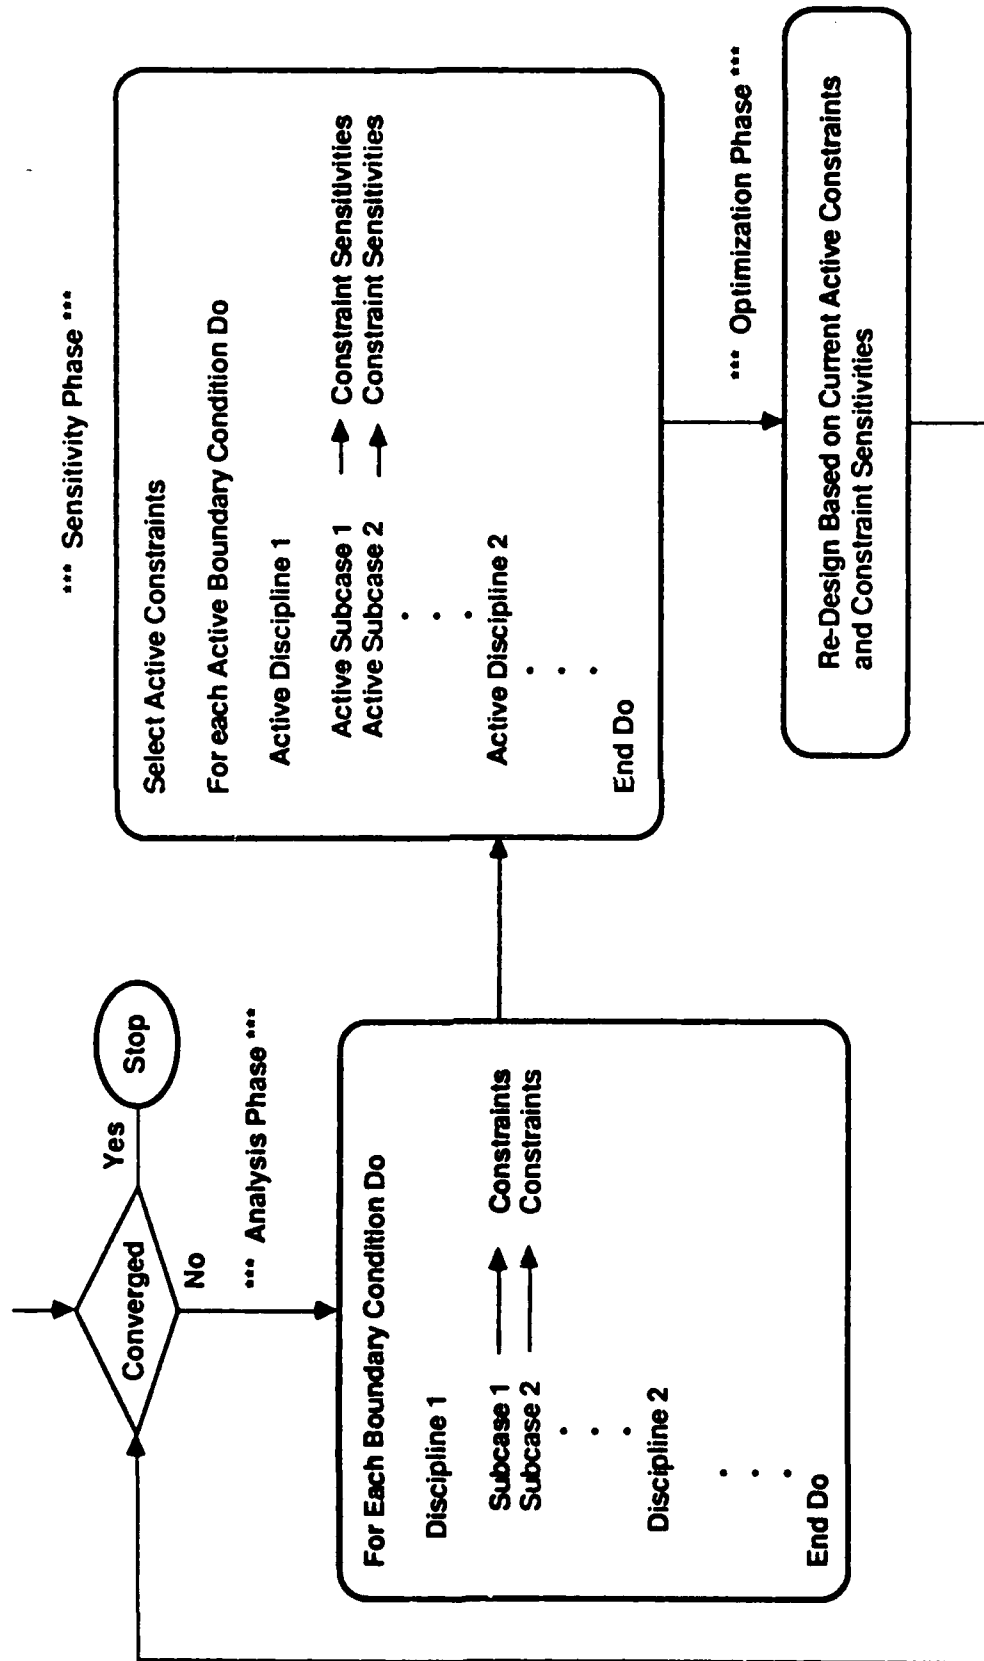 Converged
Yes
Stop
No
*** Analysis Phase ***
For Each Boundary Condition Do
Discipline 1
Subcase 1 → Constraints
Subcase 2 → Constraints
.
.
.
Discipline 2
.
.
.
End Do
*** Sensitivity Phase ***
Select Active Constraints
For each Active Boundary Condition Do
Active Discipline 1
Active Subcase 1 → Constraint Sensitivities
Active Subcase 2 → Constraint Sensitivities
.
.
.
Active Discipline 2
.
.
.
End Do
*** Optimization Phase ***
Re-Design Based on Current Active Constraints
and Constraint Sensitivities